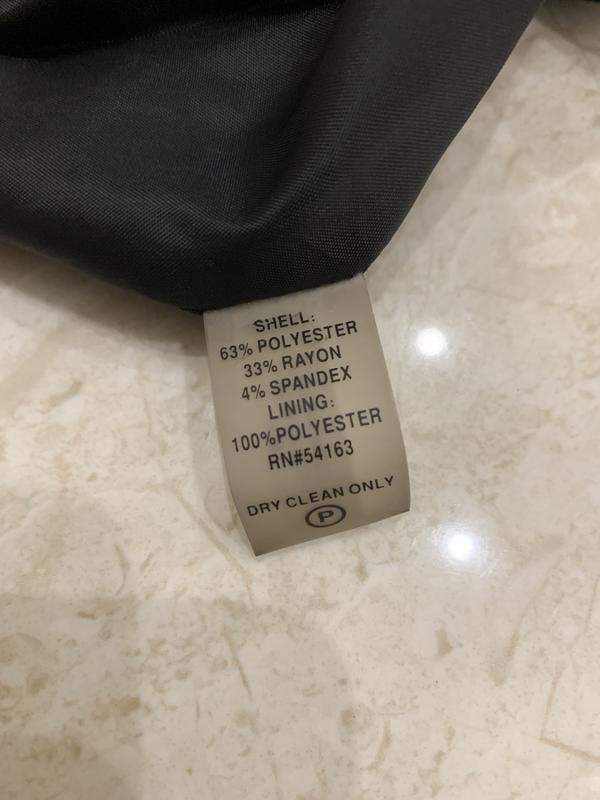 SHELL:
63% POLYESTER
33% RAYON
4% SPANDEX
LINING:
100%POLYESTER
RN#54163
DRY CLEAN ONLY
P